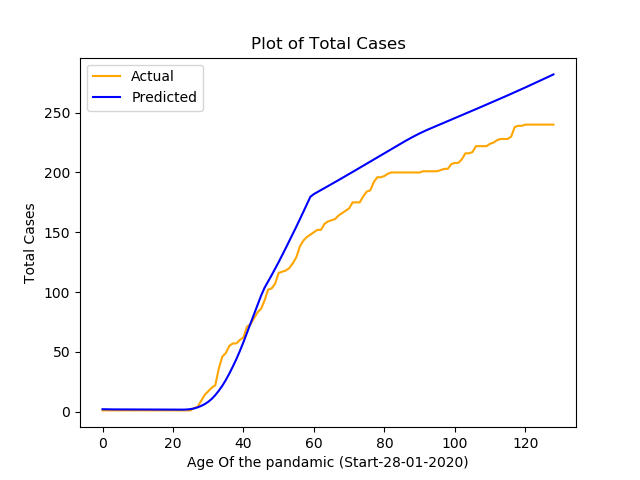 Plot of Total Cases
Actual
Predicted
250
200
150
100
50
0
Total Cases
0 20 40 60 80 100 120
Age Of the pandamic (Start-28-01-2020)